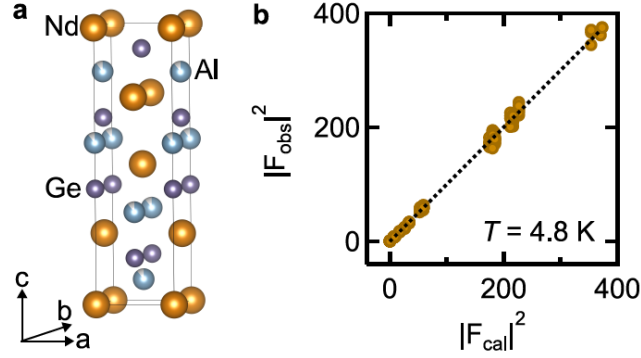 a
Nd
Al
Ge
c
b
a
b
400
200
0
|F_obs|^2
T = 4.8 K
0 200 400
|F_cal|^2